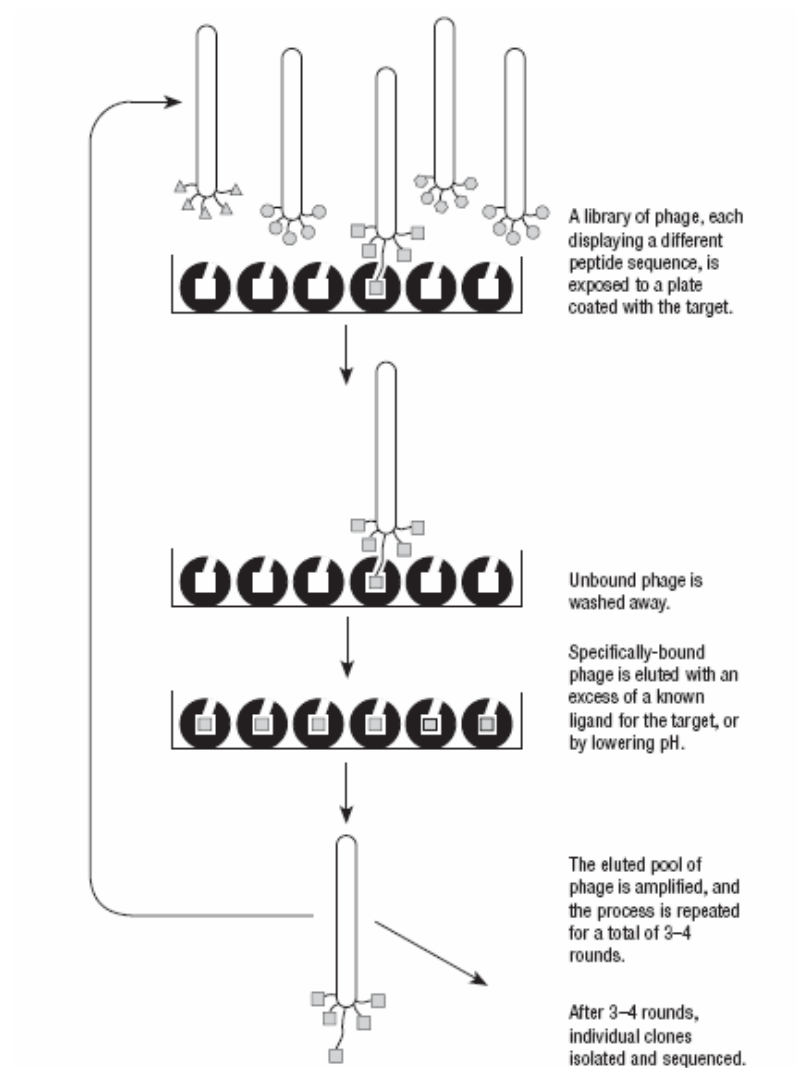 A library of phage, each
displaying a different
peptide sequence, is
exposed to a plate
coated with the target.
Unbound phage is
washed away.
Specifically-bound
phage is eluted with an
excess of a known
ligand for the target, or
by lowering pH.
The eluted pool of
phage is amplified, and
the process is repeated
for a total of 3–4
rounds.
After 3–4 rounds,
individual clones
isolated and sequenced.